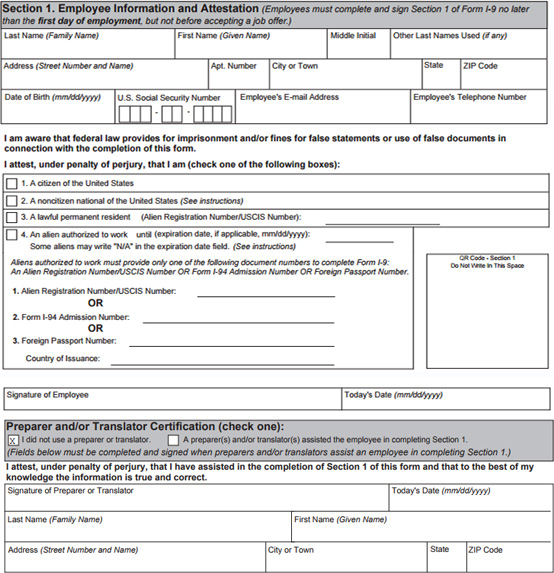 Section 1. Employee Information and Attestation (Employees must complete and sign Section 1 of Form I-9 no later
than the first day of employment, but not before accepting a job offer.)
Last Name (Family Name) First Name (Given Name) Middle Initial Other Last Names Used (if any)
Address (Street Number and Name) Apt. Number City or Town State ZIP Code
Date of Birth (mm/dd/yyyy) U.S. Social Security Number Employee's E-mail Address Employee's Telephone Number
- -
I am aware that federal law provides for imprisonment and/or fines for false statements or use of false documents in
connection with the completion of this form.
I attest, under penalty of perjury, that I am (check one of the following boxes):
1. A citizen of the United States
2. A noncitizen national of the United States (See instructions)
3. A lawful permanent resident (Alien Registration Number/USCIS Number):
4. An alien authorized to work until (expiration date, if applicable, mm/dd/yyyy):
Some aliens may write "N/A" in the expiration date field. (See instructions)
Aliens authorized to work must provide only one of the following document numbers to complete Form I-9:
An Alien Registration Number/USCIS Number OR Form I-94 Admission Number OR Foreign Passport Number.
1. Alien Registration Number/USCIS Number:
OR
2. Form I-94 Admission Number:
OR
3. Foreign Passport Number:
Country of Issuance:
QR Code - Section 1
Do Not Write In This Space
Signature of Employee Today's Date (mm/dd/yyyy)
Preparer and/or Translator Certification (check one):
X I did not use a preparer or translator. A preparer(s) and/or translator(s) assisted the employee in completing Section 1.
(Fields below must be completed and signed when preparers and/or translators assist an employee in completing Section 1.)
I attest, under penalty of perjury, that I have assisted in the completion of Section 1 of this form and that to the best of my
knowledge the information is true and correct.
Signature of Preparer or Translator Today's Date (mm/dd/yyyy)
Last Name (Family Name) First Name (Given Name)
Address (Street Number and Name) City or Town State ZIP Code